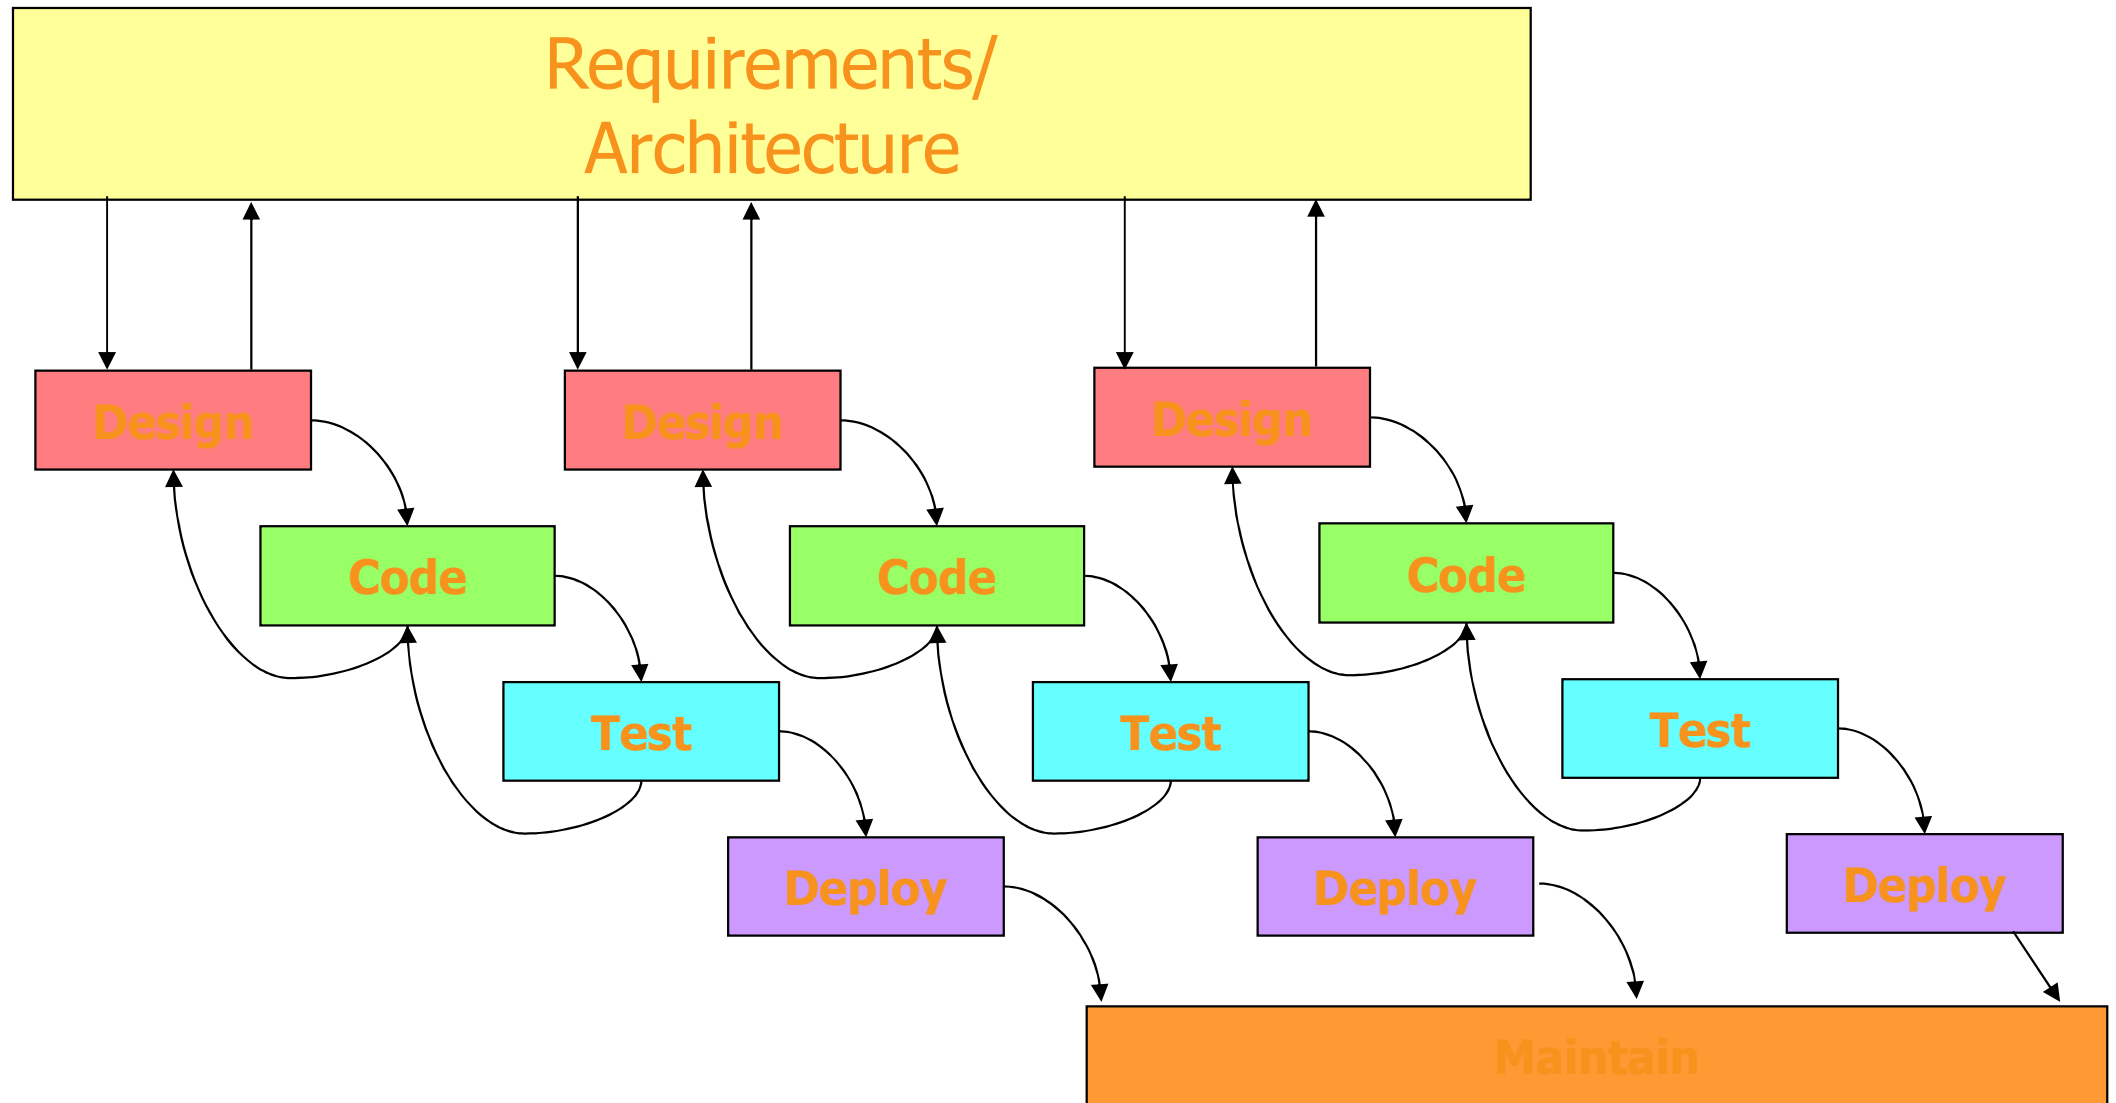 Requirements/
Architecture
Design
Design
Design
Code
Code
Code
Test
Test
Test
Deploy
Deploy
Deploy
Maintain